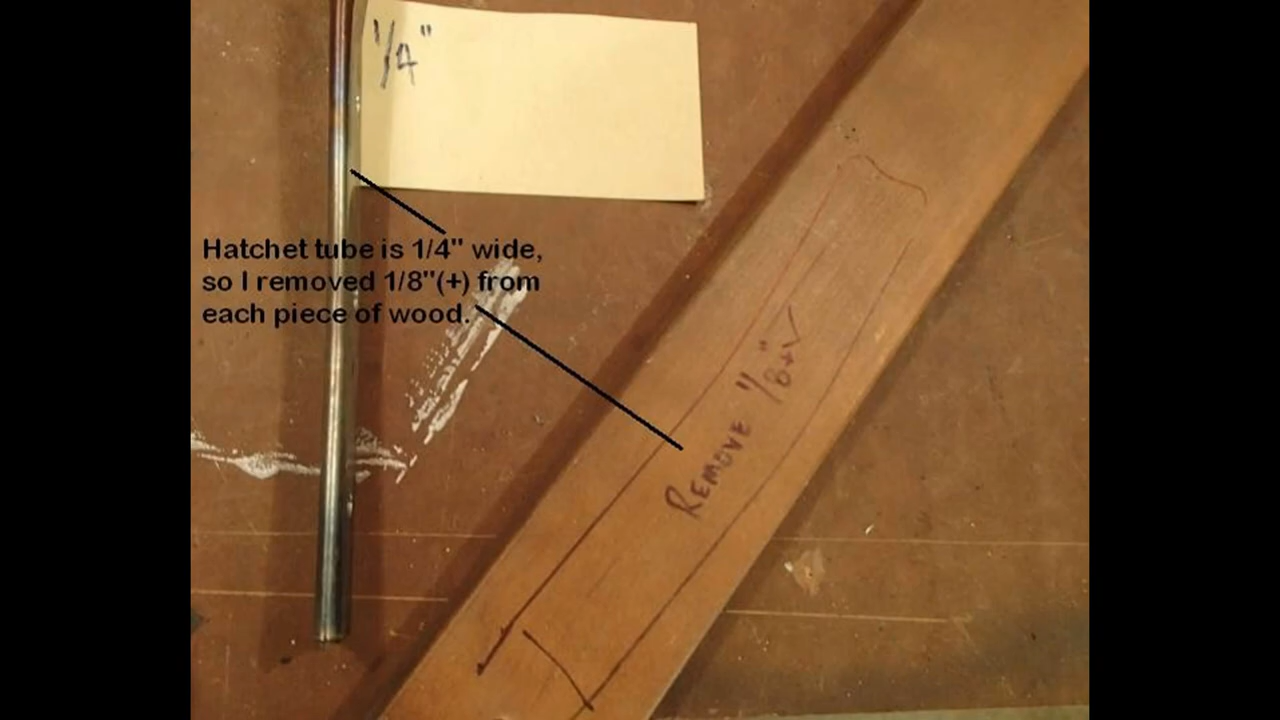 1/4"
Hatchet tube is 1/4" wide,
so I removed 1/8"(+) from
each piece of wood.
REMOVE 1/8"+